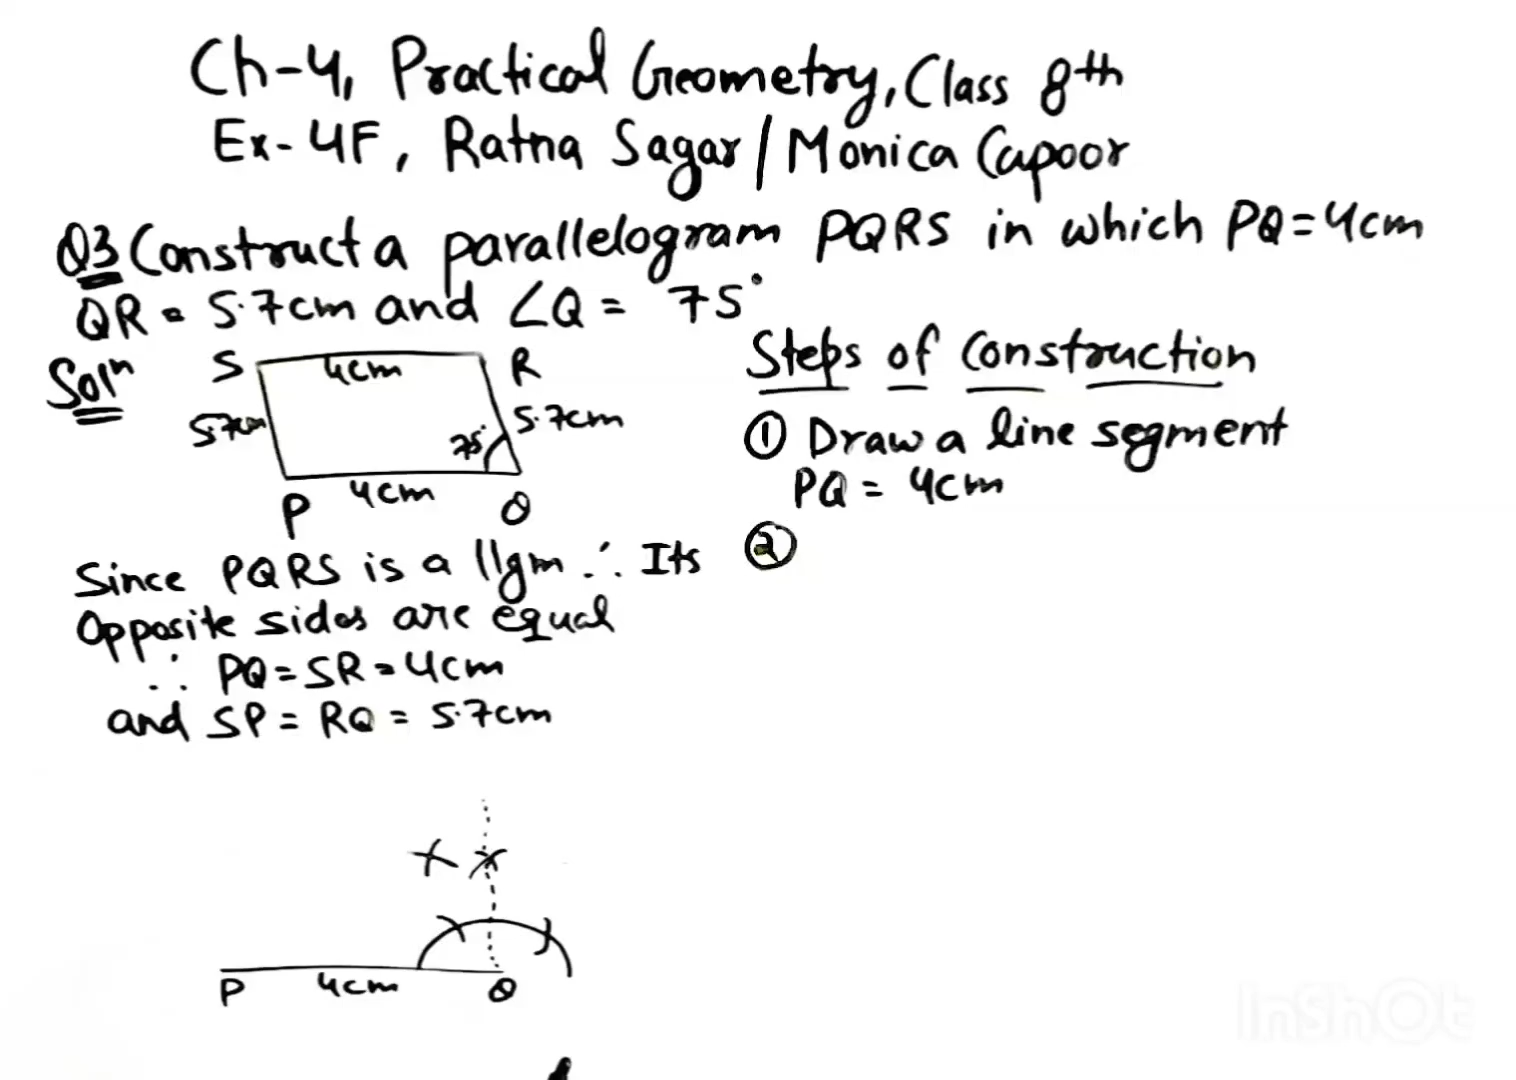 Ch-4, Practical Geometry, Class 8th
Ex-4F, Ratna Sagar/Monica Capoor
Q3 Construct a parallelogram PQRS in which PQ=4cm
QR = 5.7cm and ∠Q = 75°
Soln
S 4cm R
5.7cm 75° 5.7cm
P 4cm Q
Since PQRS is a ||gm ∴ Its
opposite sides are equal
∴ PQ=SR=4cm
and SP = RQ = 5.7cm
Steps of Construction
① Draw a line segment
PQ = 4cm
②
P 4cm Q
InShOt